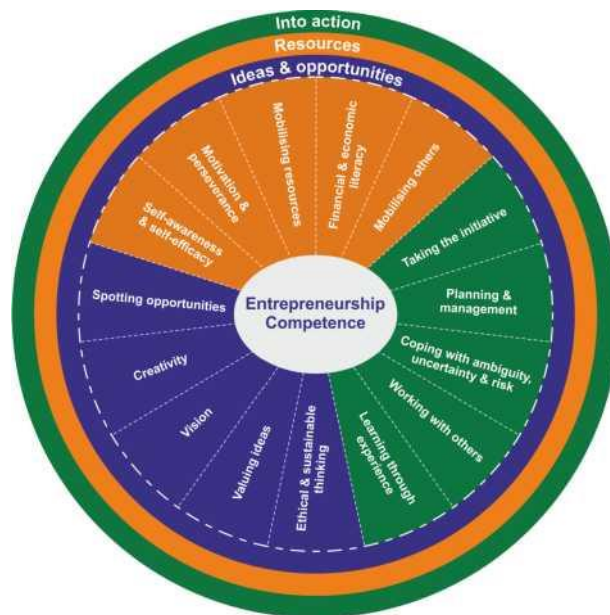 Into action
Resources
Ideas & opportunities
Self-awareness
& self-efficacy
Motivation &
perseverance
Mobilising resources
Financial & economic
literacy
Mobilising others
Taking the initiative
Planning &
management
Coping with ambiguity,
uncertainty & risk
Working with others
Learning through
experience
Ethical & sustainable
thinking
Valuing ideas
Vision
Creativity
Spotting opportunities
Entrepreneurship
Competence